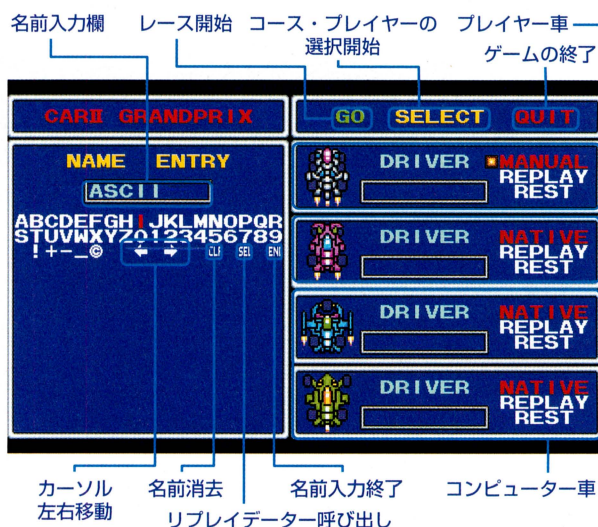 名前入力欄
レース開始
コース・プレイヤーの
選択開始
プレイヤー車
ゲームの終了
CARⅡ GRANDPRIX
GO SELECT QUIT
NAME ENTRY
ASCII
ABCDEFGHIJKLMNOPQR
STUVWXYZ0123456789
!+-_© ← → CLR SEL END
DRIVER MANUAL
REPLAY
REST
DRIVER NATIVE
REPLAY
REST
DRIVER NATIVE
REPLAY
REST
DRIVER NATIVE
REPLAY
REST
カーソル
左右移動
名前消去
リプレイデーター呼び出し
名前入力終了
コンピューター車